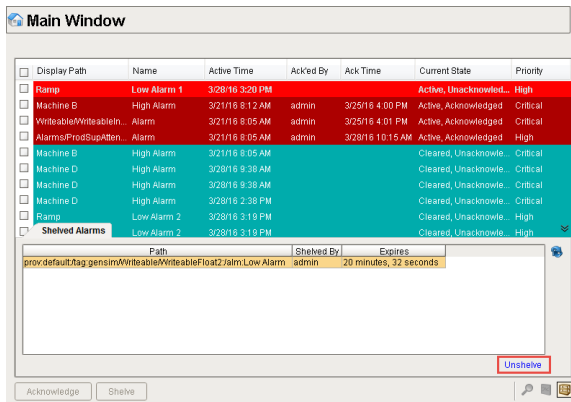 Main Window
Display Path Name Active Time Ack'ed By Ack Time Current State Priority
Ramp Low Alarm 1 3/28/16 3:20 PM Active, Unacknowled... High
Machine B High Alarm 3/21/16 8:12 AM admin 3/25/16 4:00 PM Active, Acknowledged Critical
Writeable/WriteableIn... Alarm 3/21/16 8:05 AM admin 3/25/16 4:01 PM Active, Acknowledged Critical
Alarms/ProdSupAtten... Alarm 3/21/16 8:05 AM admin 3/28/16 10:15 AM Active, Acknowledged High
Machine B High Alarm 3/21/16 8:05 AM Cleared, Unacknowle... Critical
Machine D High Alarm 3/28/16 9:38 AM Cleared, Unacknowle... Critical
Machine D High Alarm 3/28/16 9:38 AM Cleared, Unacknowle... Critical
Machine D High Alarm 3/28/16 2:38 PM Cleared, Unacknowle... Critical
Ramp Low Alarm 2 3/28/16 3:19 PM Cleared, Unacknowle... High
Low Alarm 2 3/28/16 3:19 PM Cleared, Unacknowle... High
Shelved Alarms
Path Shelved By Expires
prov:default:/tag:gensim/Writeable/WriteableFloat2:/alm:Low Alarm admin 20 minutes, 32 seconds
Unshelve
Acknowledge Shelve